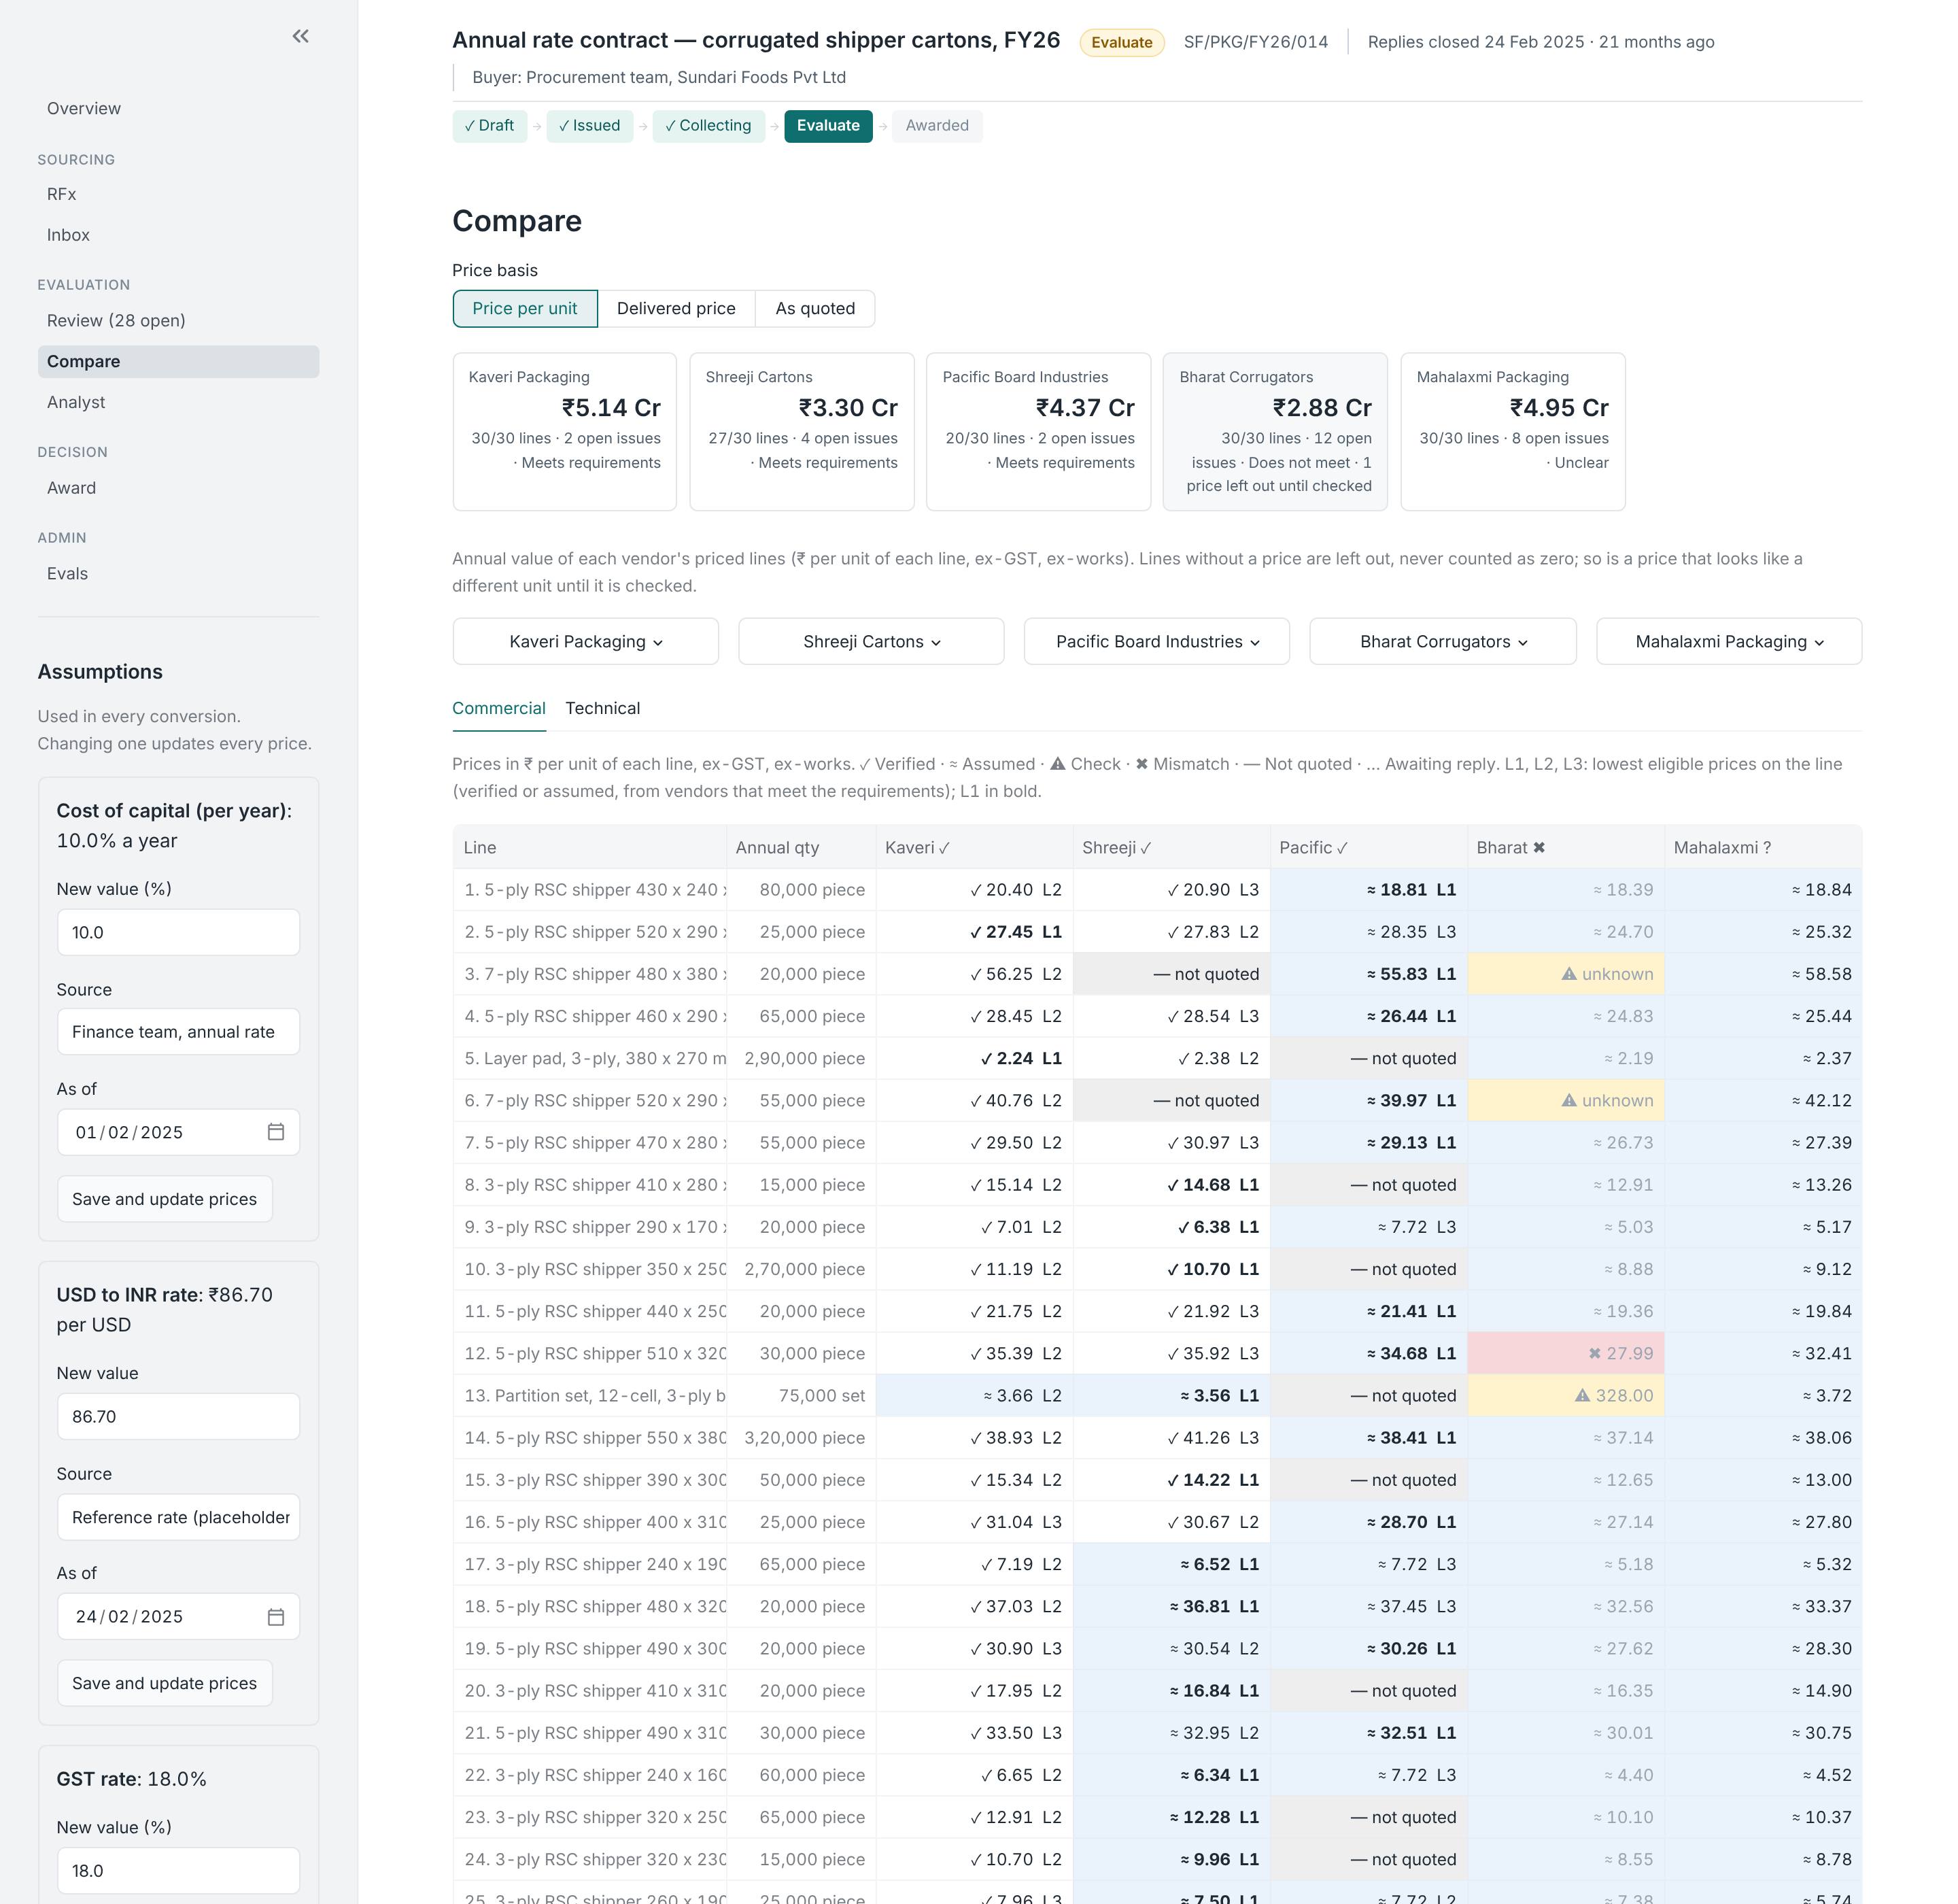 Overview
SOURCING
RFx
Inbox
EVALUATION
Review (28 open)
Compare
Analyst
DECISION
Award
ADMIN
Evals
Assumptions
Used in every conversion.
Changing one updates every price.
Cost of capital (per year):
10.0% a year
New value (%)
10.0
Source
Finance team, annual rate
As of
01/02/2025
Save and update prices
USD to INR rate: ₹86.70
per USD
New value
86.70
Source
Reference rate (placeholder
As of
24/02/2025
Save and update prices
GST rate: 18.0%
New value (%)
18.0
Annual rate contract — corrugated shipper cartons, FY26 Evaluate SF/PKG/FY26/014 Replies closed 24 Feb 2025 · 21 months ago
Buyer: Procurement team, Sundari Foods Pvt Ltd
✓ Draft → ✓ Issued → ✓ Collecting → Evaluate → Awarded
Compare
Price basis
Price per unit Delivered price As quoted
Kaveri Packaging
₹5.14 Cr
30/30 lines · 2 open issues
· Meets requirements
Shreeji Cartons
₹3.30 Cr
27/30 lines · 4 open issues
· Meets requirements
Pacific Board Industries
₹4.37 Cr
20/30 lines · 2 open issues
· Meets requirements
Bharat Corrugators
₹2.88 Cr
30/30 lines · 12 open
issues · Does not meet · 1
price left out until checked
Mahalaxmi Packaging
₹4.95 Cr
30/30 lines · 8 open issues
· Unclear
Annual value of each vendor's priced lines (₹ per unit of each line, ex-GST, ex-works). Lines without a price are left out, never counted as zero; so is a price that looks like a
different unit until it is checked.
Kaveri Packaging Shreeji Cartons Pacific Board Industries Bharat Corrugators Mahalaxmi Packaging
Commercial Technical
Prices in ₹ per unit of each line, ex-GST, ex-works. ✓ Verified · ≈ Assumed · ⚠ Check · ✖ Mismatch · — Not quoted · … Awaiting reply. L1, L2, L3: lowest eligible prices on the line
(verified or assumed, from vendors that meet the requirements); L1 in bold.
Line Annual qty Kaveri ✓ Shreeji ✓ Pacific ✓ Bharat ✖ Mahalaxmi ?
1. 5-ply RSC shipper 430 x 240 x 80,000 piece ✓ 20.40 L2 ✓ 20.90 L3 ≈ 18.81 L1 ≈ 18.39 ≈ 18.84
2. 5-ply RSC shipper 520 x 290 x 25,000 piece ✓ 27.45 L1 ✓ 27.83 L2 ≈ 28.35 L3 ≈ 24.70 ≈ 25.32
3. 7-ply RSC shipper 480 x 380 x 20,000 piece ✓ 56.25 L2 — not quoted ≈ 55.83 L1 ⚠ unknown ≈ 58.58
4. 5-ply RSC shipper 460 x 290 x 65,000 piece ✓ 28.45 L2 ✓ 28.54 L3 ≈ 26.44 L1 ≈ 24.83 ≈ 25.44
5. Layer pad, 3-ply, 380 x 270 m 2,90,000 piece ✓ 2.24 L1 ✓ 2.38 L2 — not quoted ≈ 2.19 ≈ 2.37
6. 7-ply RSC shipper 520 x 290 x 55,000 piece ✓ 40.76 L2 — not quoted ≈ 39.97 L1 ⚠ unknown ≈ 42.12
7. 5-ply RSC shipper 470 x 280 x 55,000 piece ✓ 29.50 L2 ✓ 30.97 L3 ≈ 29.13 L1 ≈ 26.73 ≈ 27.39
8. 3-ply RSC shipper 410 x 280 x 15,000 piece ✓ 15.14 L2 ✓ 14.68 L1 — not quoted ≈ 12.91 ≈ 13.26
9. 3-ply RSC shipper 290 x 170 x 20,000 piece ✓ 7.01 L2 ✓ 6.38 L1 ≈ 7.72 L3 ≈ 5.03 ≈ 5.17
10. 3-ply RSC shipper 350 x 250 2,70,000 piece ✓ 11.19 L2 ✓ 10.70 L1 — not quoted ≈ 8.88 ≈ 9.12
11. 5-ply RSC shipper 440 x 250 20,000 piece ✓ 21.75 L2 ✓ 21.92 L3 ≈ 21.41 L1 ≈ 19.36 ≈ 19.84
12. 5-ply RSC shipper 510 x 320 30,000 piece ✓ 35.39 L2 ✓ 35.92 L3 ≈ 34.68 L1 ✖ 27.99 ≈ 32.41
13. Partition set, 12-cell, 3-ply b 75,000 set ≈ 3.66 L2 ≈ 3.56 L1 — not quoted ⚠ 328.00 ≈ 3.72
14. 5-ply RSC shipper 550 x 380 3,20,000 piece ✓ 38.93 L2 ✓ 41.26 L3 ≈ 38.41 L1 ≈ 37.14 ≈ 38.06
15. 3-ply RSC shipper 390 x 300 50,000 piece ✓ 15.34 L2 ✓ 14.22 L1 — not quoted ≈ 12.65 ≈ 13.00
16. 5-ply RSC shipper 400 x 310 25,000 piece ✓ 31.04 L3 ✓ 30.67 L2 ≈ 28.70 L1 ≈ 27.14 ≈ 27.80
17. 3-ply RSC shipper 240 x 190 65,000 piece ✓ 7.19 L2 ≈ 6.52 L1 ≈ 7.72 L3 ≈ 5.18 ≈ 5.32
18. 5-ply RSC shipper 480 x 320 20,000 piece ✓ 37.03 L2 ≈ 36.81 L1 ≈ 37.45 L3 ≈ 32.56 ≈ 33.37
19. 5-ply RSC shipper 490 x 300 20,000 piece ✓ 30.90 L3 ≈ 30.54 L2 ≈ 30.26 L1 ≈ 27.62 ≈ 28.30
20. 3-ply RSC shipper 410 x 310 20,000 piece ✓ 17.95 L2 ≈ 16.84 L1 — not quoted ≈ 16.35 ≈ 14.90
21. 5-ply RSC shipper 490 x 310 30,000 piece ✓ 33.50 L3 ≈ 32.95 L2 ≈ 32.51 L1 ≈ 30.01 ≈ 30.75
22. 3-ply RSC shipper 240 x 160 60,000 piece ✓ 6.65 L2 ≈ 6.34 L1 ≈ 7.72 L3 ≈ 4.40 ≈ 4.52
23. 3-ply RSC shipper 320 x 250 65,000 piece ✓ 12.91 L2 ≈ 12.28 L1 — not quoted ≈ 10.10 ≈ 10.37
24. 3-ply RSC shipper 320 x 230 15,000 piece ✓ 10.70 L2 ≈ 9.96 L1 — not quoted ≈ 8.55 ≈ 8.78
25. 3-ply RSC shipper 260 x 190 25,000 piece ✓ 7.96 L3 ≈ 7.50 L1 ≈ 7.72 L2 ≈ 7.38 ≈ 5.74